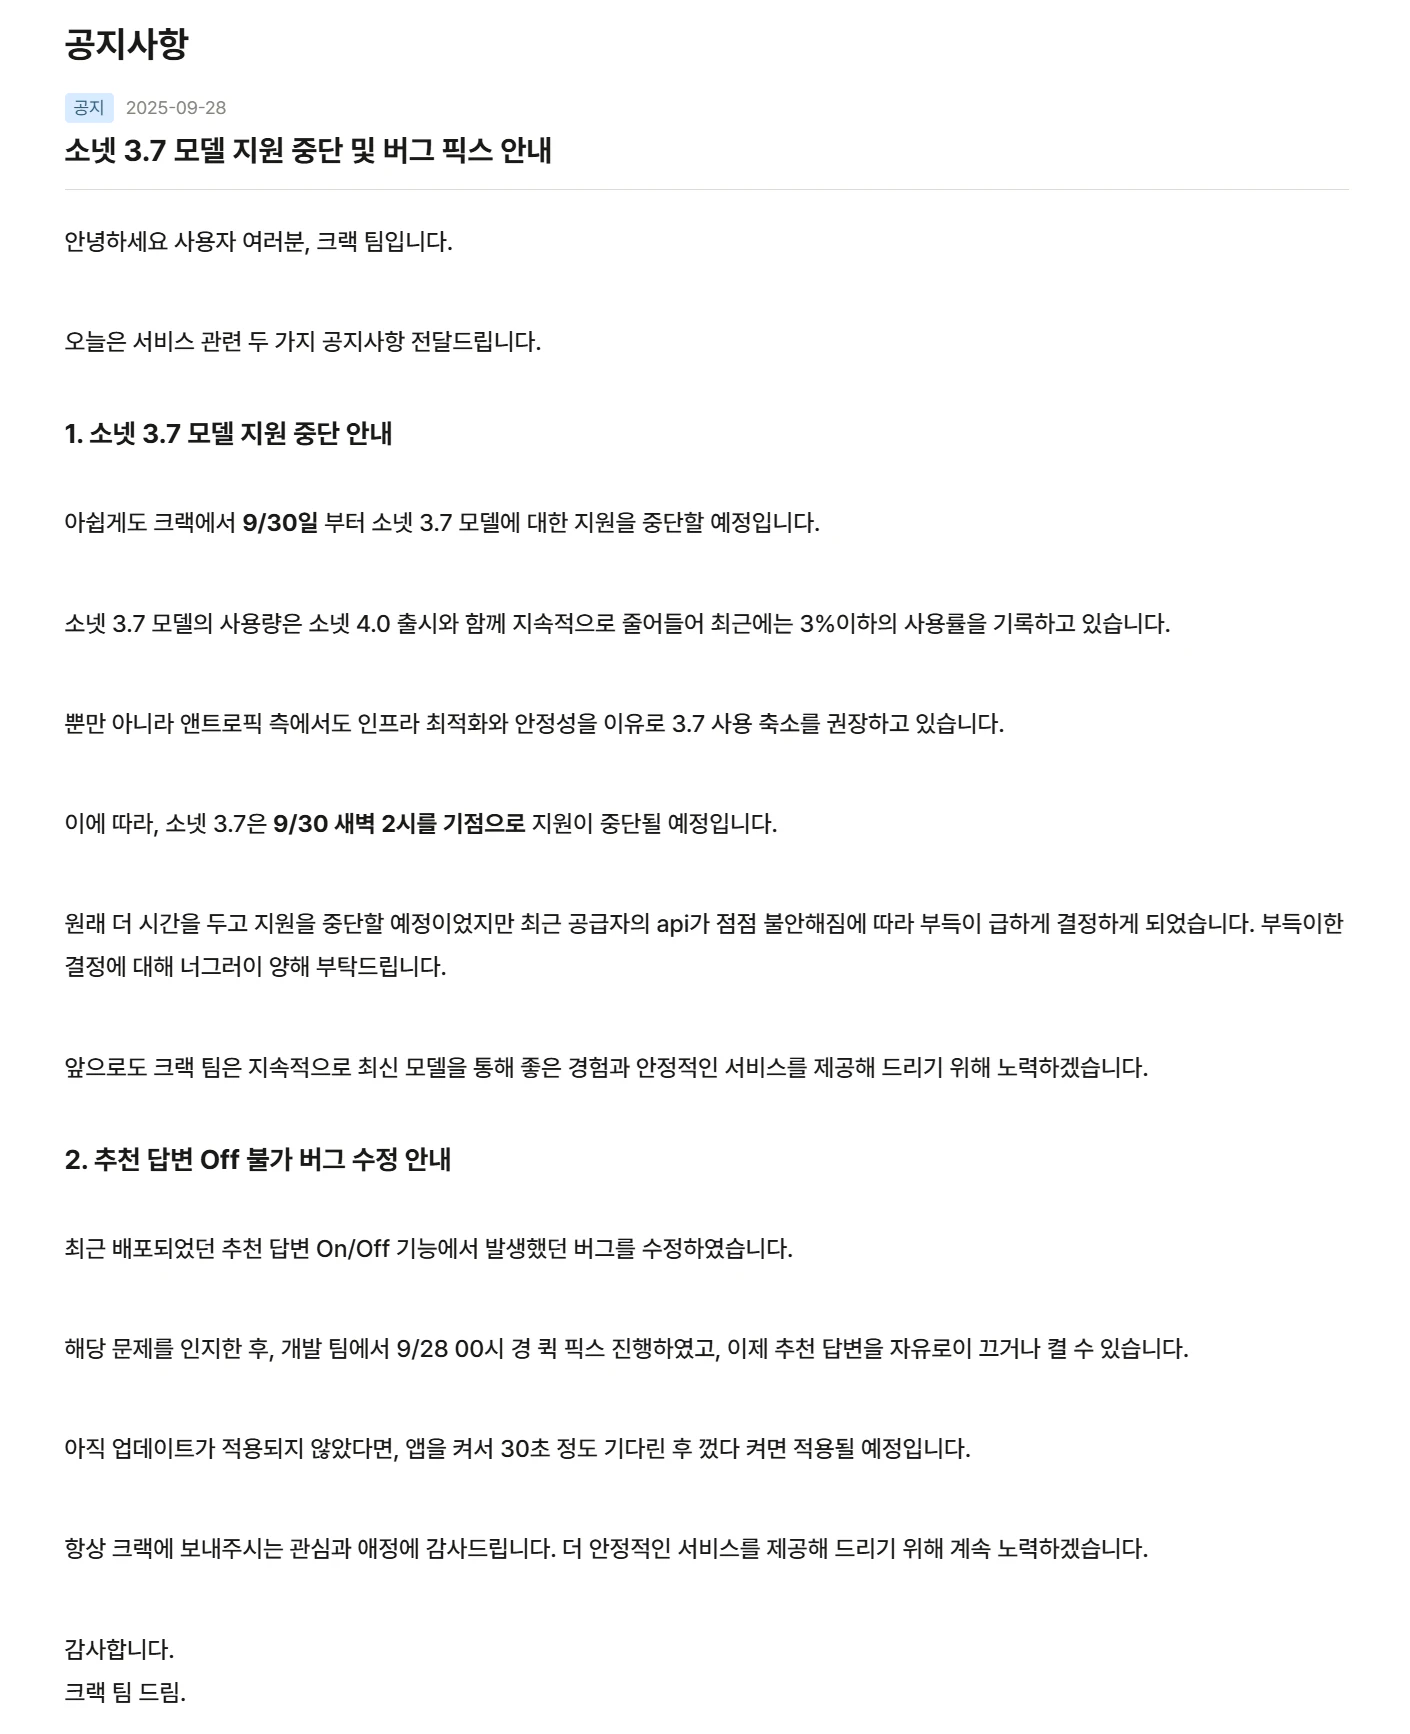 공지사항
공지 2025-09-28
소넷 3.7 모델 지원 중단 및 버그 픽스 안내
안녕하세요 사용자 여러분, 크랙 팀입니다.
오늘은 서비스 관련 두 가지 공지사항 전달드립니다.
1. 소넷 3.7 모델 지원 중단 안내
아쉽게도 크랙에서 9/30일 부터 소넷 3.7 모델에 대한 지원을 중단할 예정입니다.
소넷 3.7 모델의 사용량은 소넷 4.0 출시와 함께 지속적으로 줄어들어 최근에는 3%이하의 사용률을 기록하고 있습니다.
뿐만 아니라 앤트로픽 측에서도 인프라 최적화와 안정성을 이유로 3.7 사용 축소를 권장하고 있습니다.
이에 따라, 소넷 3.7은 9/30 새벽 2시를 기점으로 지원이 중단될 예정입니다.
원래 더 시간을 두고 지원을 중단할 예정이었지만 최근 공급자의 api가 점점 불안해짐에 따라 부득이 급하게 결정하게 되었습니다. 부득이한
결정에 대해 너그러이 양해 부탁드립니다.
앞으로도 크랙 팀은 지속적으로 최신 모델을 통해 좋은 경험과 안정적인 서비스를 제공해 드리기 위해 노력하겠습니다.
2. 추천 답변 Off 불가 버그 수정 안내
최근 배포되었던 추천 답변 On/Off 기능에서 발생했던 버그를 수정하였습니다.
해당 문제를 인지한 후, 개발 팀에서 9/28 00시 경 퀵 픽스 진행하였고, 이제 추천 답변을 자유로이 끄거나 켤 수 있습니다.
아직 업데이트가 적용되지 않았다면, 앱을 켜서 30초 정도 기다린 후 껐다 켜면 적용될 예정입니다.
항상 크랙에 보내주시는 관심과 애정에 감사드립니다. 더 안정적인 서비스를 제공해 드리기 위해 계속 노력하겠습니다.
감사합니다.
크랙 팀 드림.